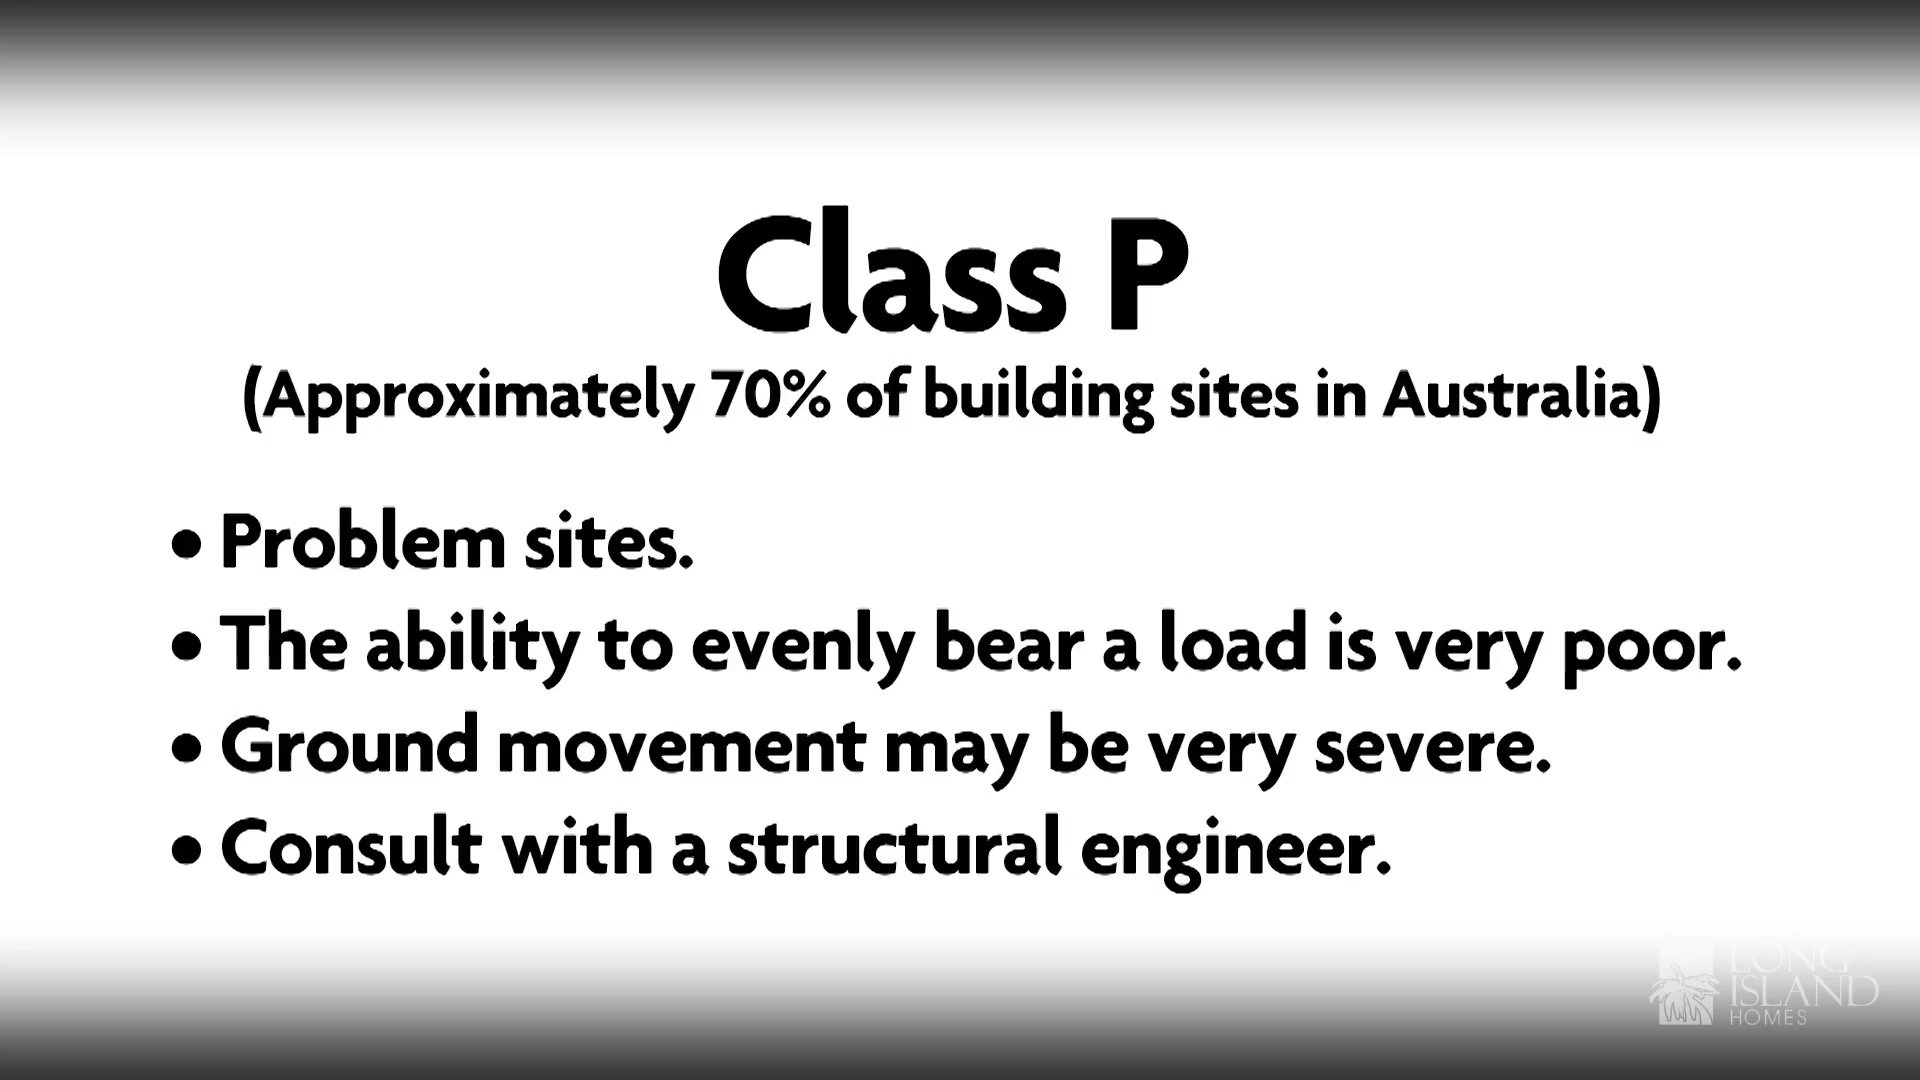 Class P
(Approximately 70% of building sites in Australia)
• Problem sites.
• The ability to evenly bear a load is very poor.
• Ground movement may be very severe.
• Consult with a structural engineer.
LONG
ISLAND
HOMES